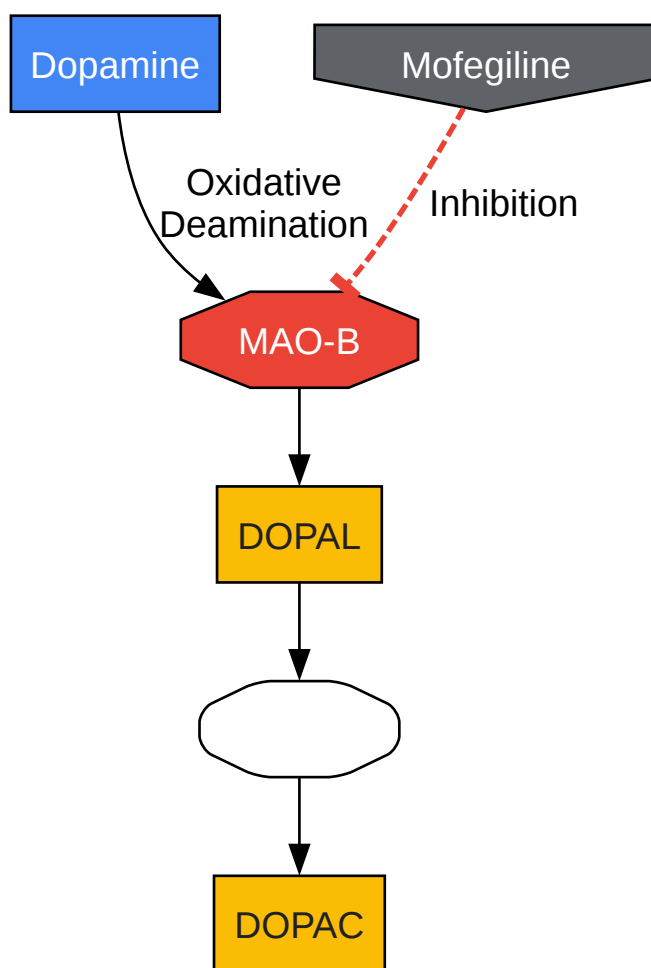 Dopamine
Mofegiline
Oxidative
Deamination
Inhibition
MAO-B
DOPAL
DOPAC